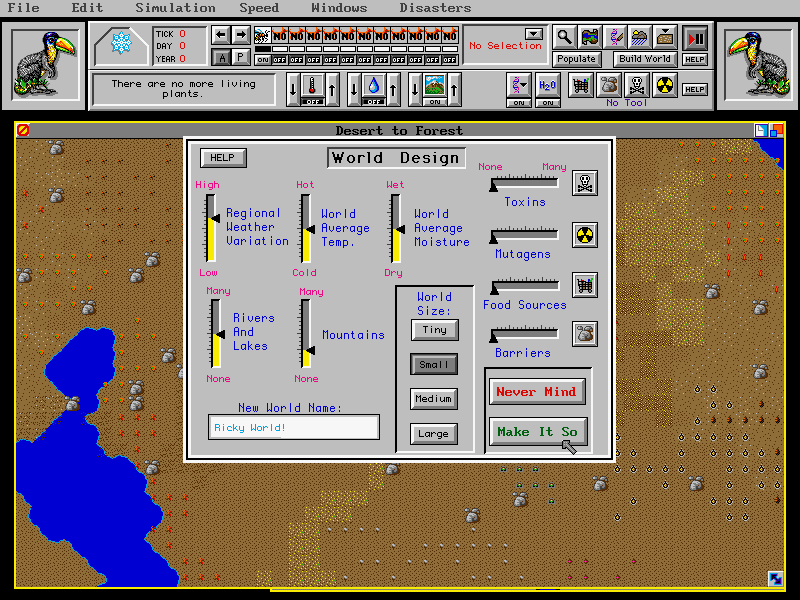 File Edit Simulation Speed Windows Disasters
TICK 0
DAY 0
YEAR 0
A P
NO NO NO NO NO NO NO NO NO NO
ON OFF OFF OFF OFF OFF OFF OFF OFF OFF OFF
No Selection
Populate
Build World
HELP
There are no more living
plants.
OFF
OFF
ON
ON
ON
H2O
No Tool
HELP
Desert to Forest
HELP
World Design
High
Regional
Weather
Variation
Low
Hot
World
Average
Temp.
Cold
Wet
World
Average
Moisture
Dry
None Many
Toxins
Mutagens
Food Sources
Barriers
Many
Rivers
And
Lakes
None
Many
Mountains
None
World
Size:
Tiny
Small
Medium
Large
New World Name:
Ricky World!
Never Mind
Make It So